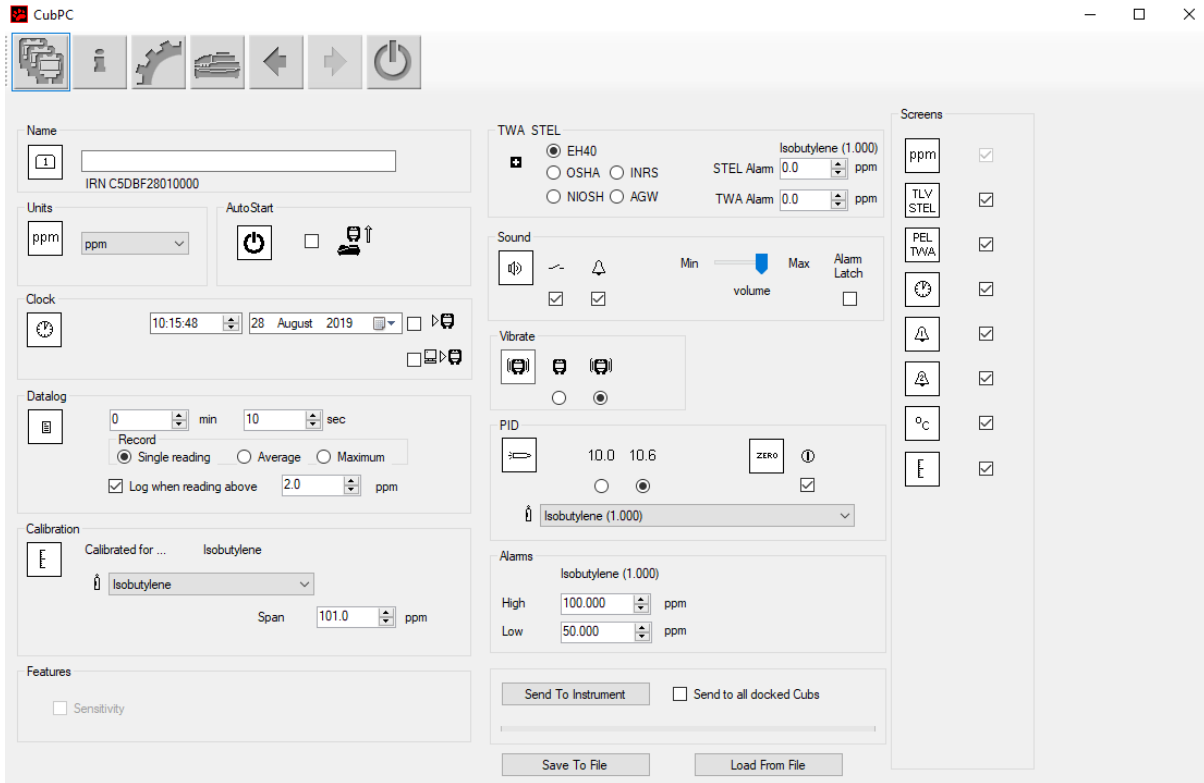 CubPC
Name
1
IRN C5DBF28010000
Units
ppm
ppm
AutoStart
Clock
10:15:48
28 August 2019
Datalog
0 min 10 sec
Record
Single reading Average Maximum
Log when reading above 2.0 ppm
Calibration
Calibrated for ... Isobutylene
Isobutylene
Span 101.0 ppm
Features
Sensitivity
TWA STEL
EH40
OSHA INRS
NIOSH AGW
Isobutylene (1.000)
STEL Alarm 0.0 ppm
TWA Alarm 0.0 ppm
Sound
Min Max
volume
Alarm
Latch
Vibrate
PID
10.0 10.6
ZERO
Isobutylene (1.000)
Alarms
Isobutylene (1.000)
High 100.000 ppm
Low 50.000 ppm
Send To Instrument Send to all docked Cubs
Save To File Load From File
Screens
ppm
TLV
STEL
PEL
TWA
1
2
°C